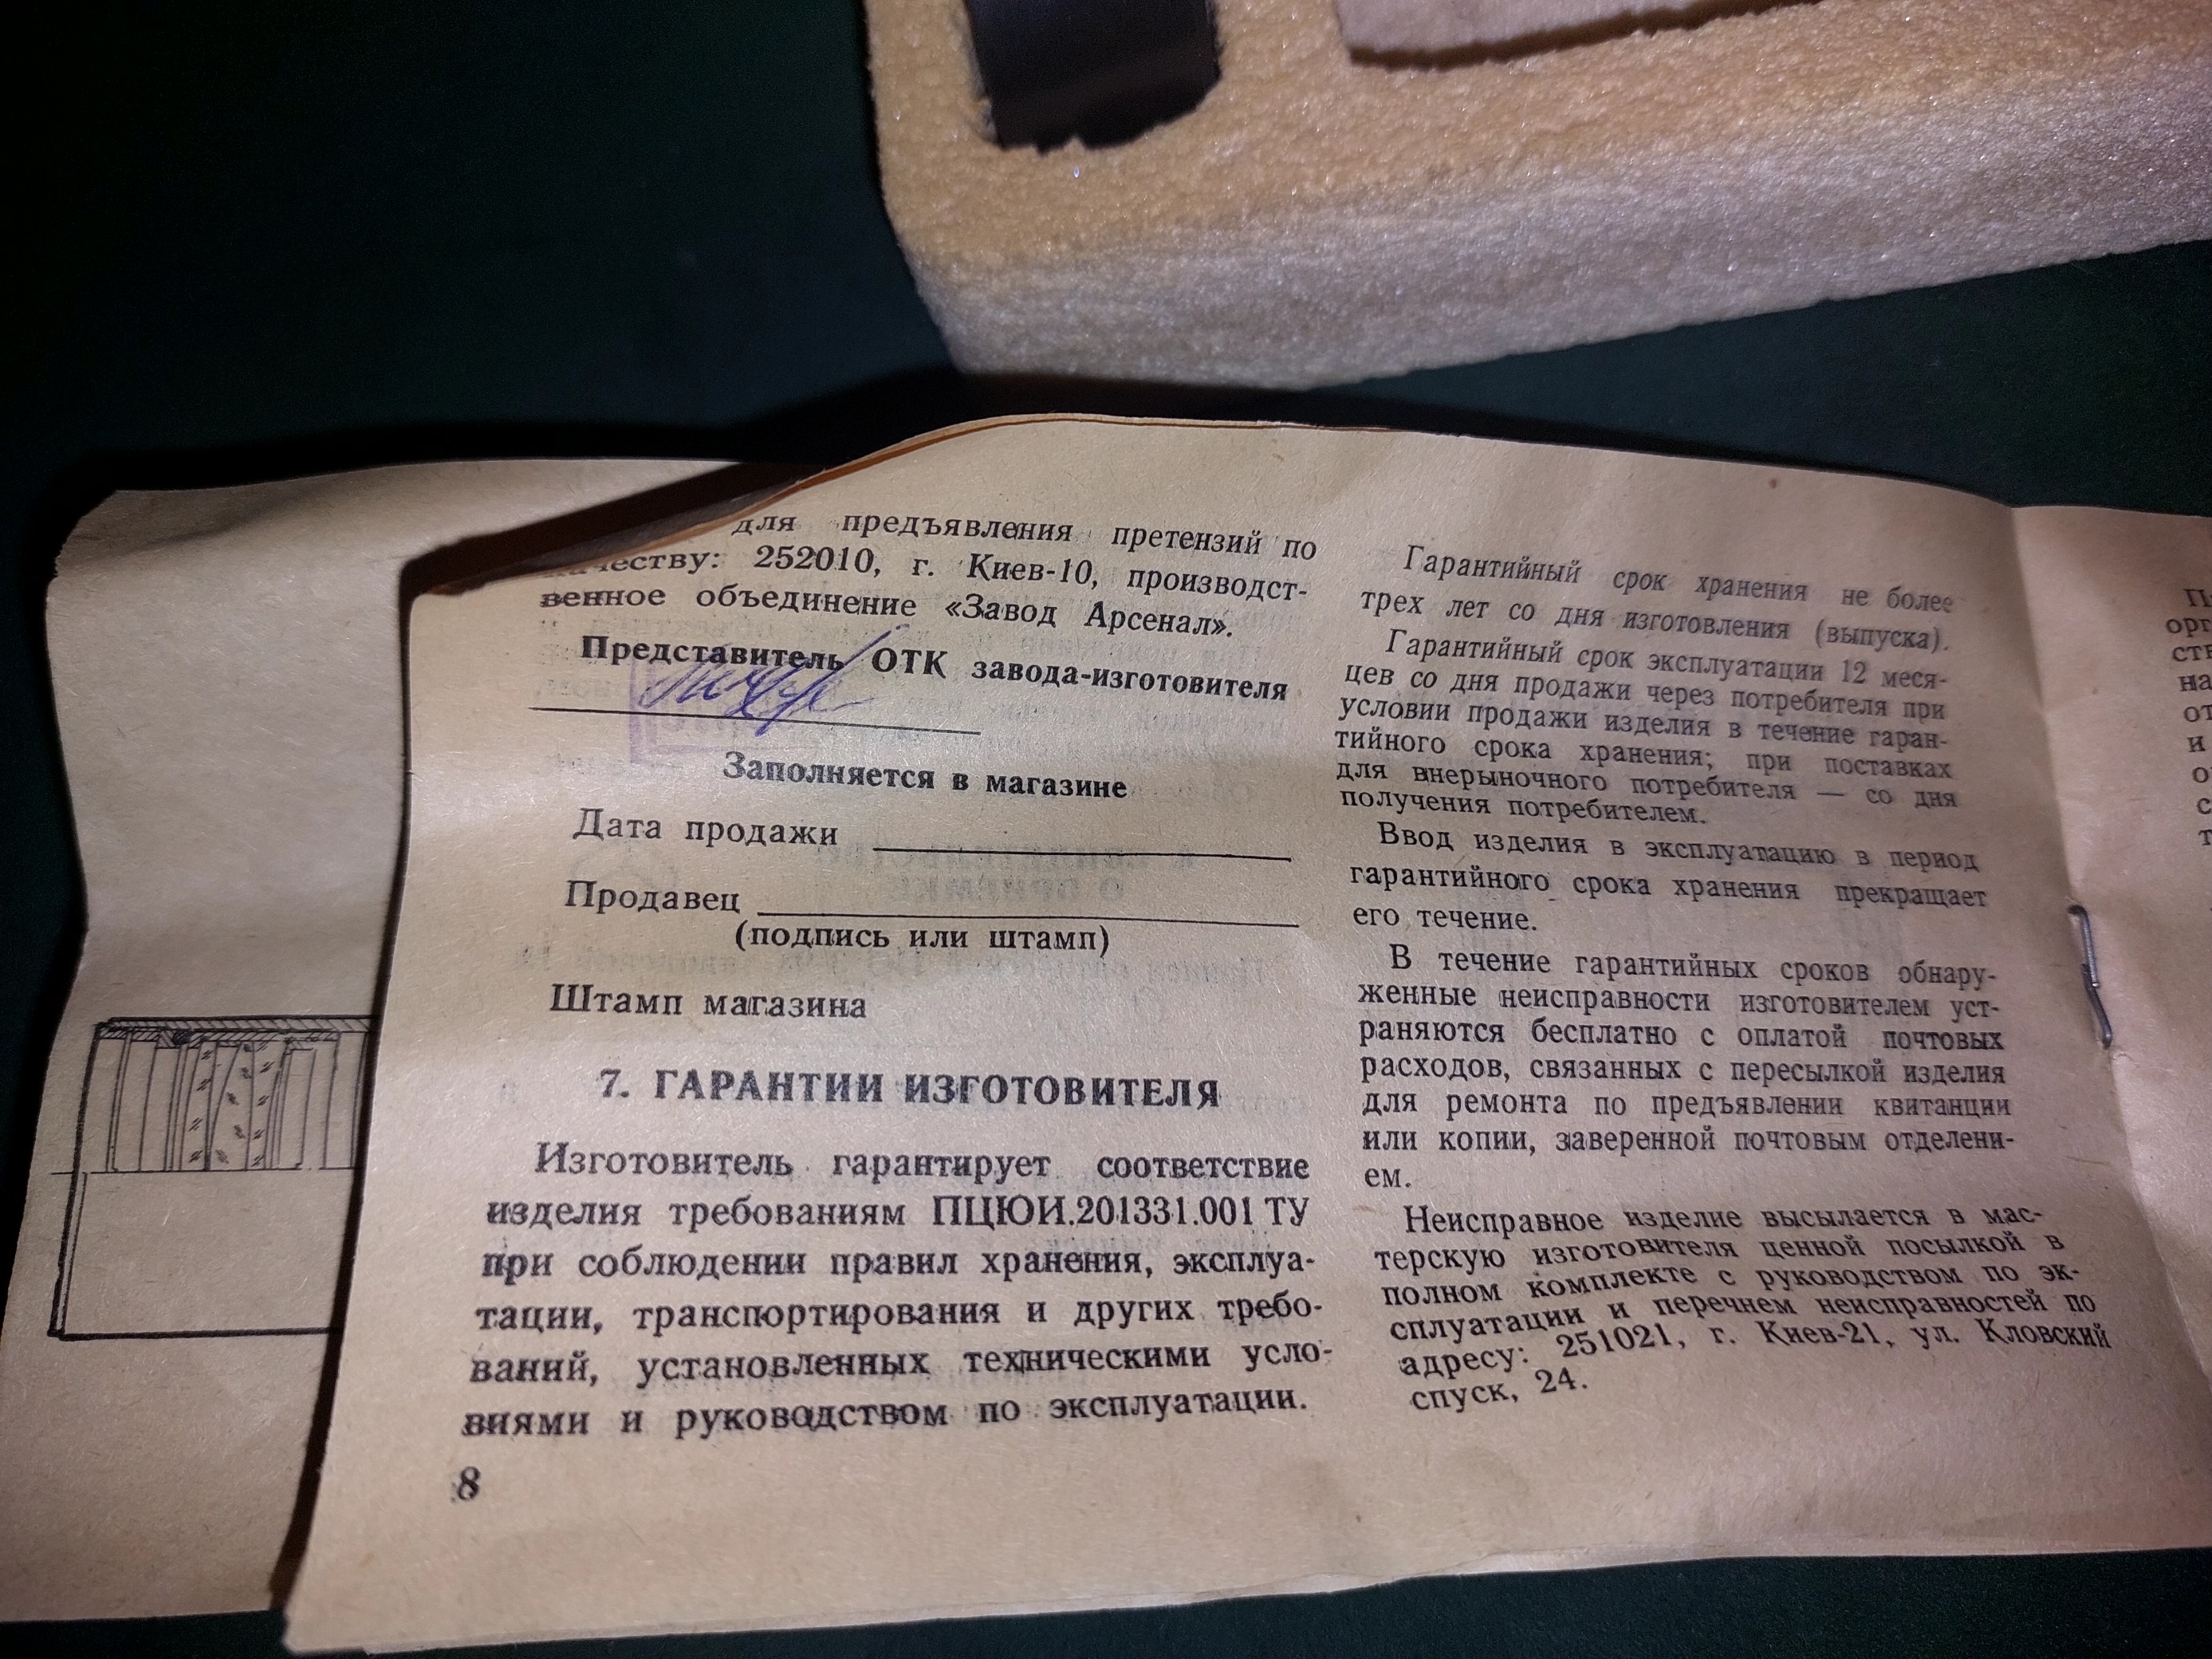 для предъявления претензий по
качеству: 252010, г. Киев-10, производст-
венное объединение «Завод Арсенал».
Представитель ОТК завода-изготовителя
Заполняется в магазине
Дата продажи
Продавец
(подпись или штамп)
Штамп магазина
7. ГАРАНТИИ ИЗГОТОВИТЕЛЯ
Изготовитель гарантирует соответствие
изделия требованиям ПЦЮИ.201331.001 ТУ
при соблюдении правил хранения, эксплуа-
тации, транспортирования и других требо-
ваний, установленных техническими усло-
виями и руководством по эксплуатации.
8
Гарантийный срок хранения не более
трех лет со дня изготовления (выпуска).
Гарантийный срок эксплуатации 12 меся-
цев со дня продажи через потребителя при
условии продажи изделия в течение гаран-
тийного срока хранения; при поставках
для внерыночного потребителя — со дня
получения потребителем.
Ввод изделия в эксплуатацию в период
гарантийного срока хранения прекращает
его течение.
В течение гарантийных сроков обнару-
женные неисправности изготовителем уст-
раняются бесплатно с оплатой почтовых
расходов, связанных с пересылкой изделия
для ремонта по предъявлении квитанции
или копии, заверенной почтовым отделени-
ем.
Неисправное изделие высылается в мас-
терскую изготовителя ценной посылкой в
полном комплекте с руководством по эк-
сплуатации и перечнем неисправностей по
адресу: 251021, г. Киев-21, ул. Кловский
спуск, 24.